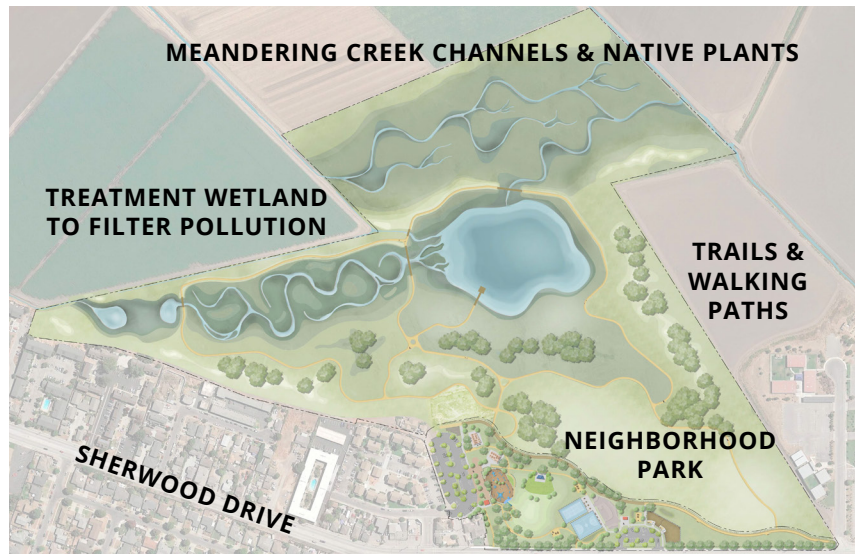 MEANDERING CREEK CHANNELS & NATIVE PLANTS
TREATMENT WETLAND
TO FILTER POLLUTION
TRAILS &
WALKING
PATHS
NEIGHBORHOOD
PARK
SHERWOOD DRIVE